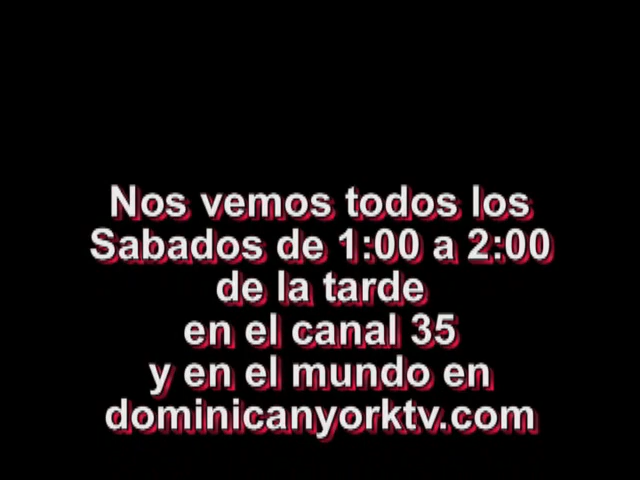 Nos vemos todos los
Sabados de 1:00 a 2:00
de la tarde
en el canal 35
y en el mundo en
dominicanyorktv.com